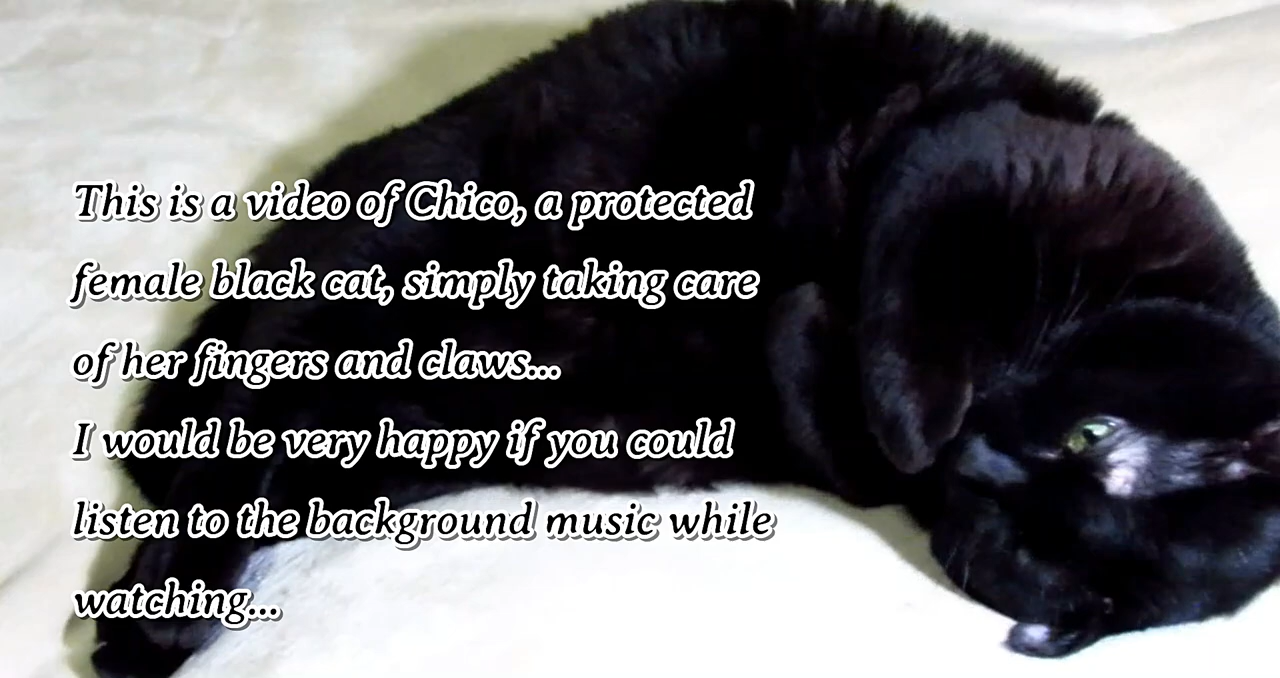 This is a video of Chico, a protected
female black cat, simply taking care
of her fingers and claws...
I would be very happy if you could
listen to the background music while
watching...